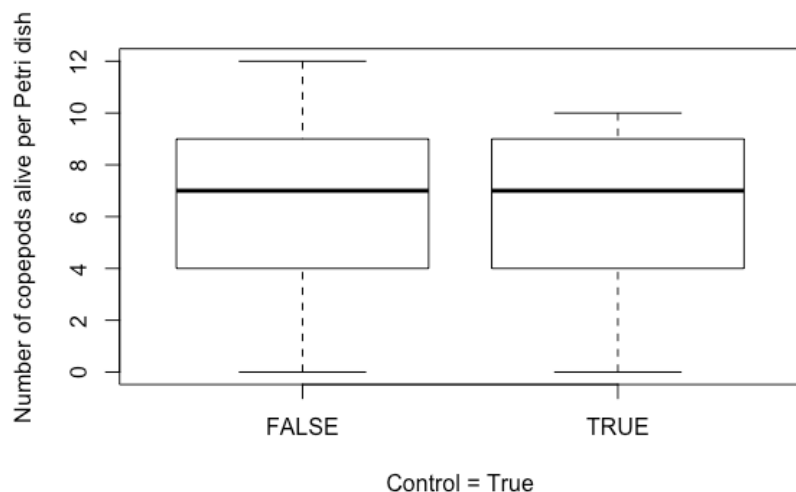 Number of copepods alive per Petri dish
12
10
8
6
4
2
0
FALSE
TRUE
Control = True